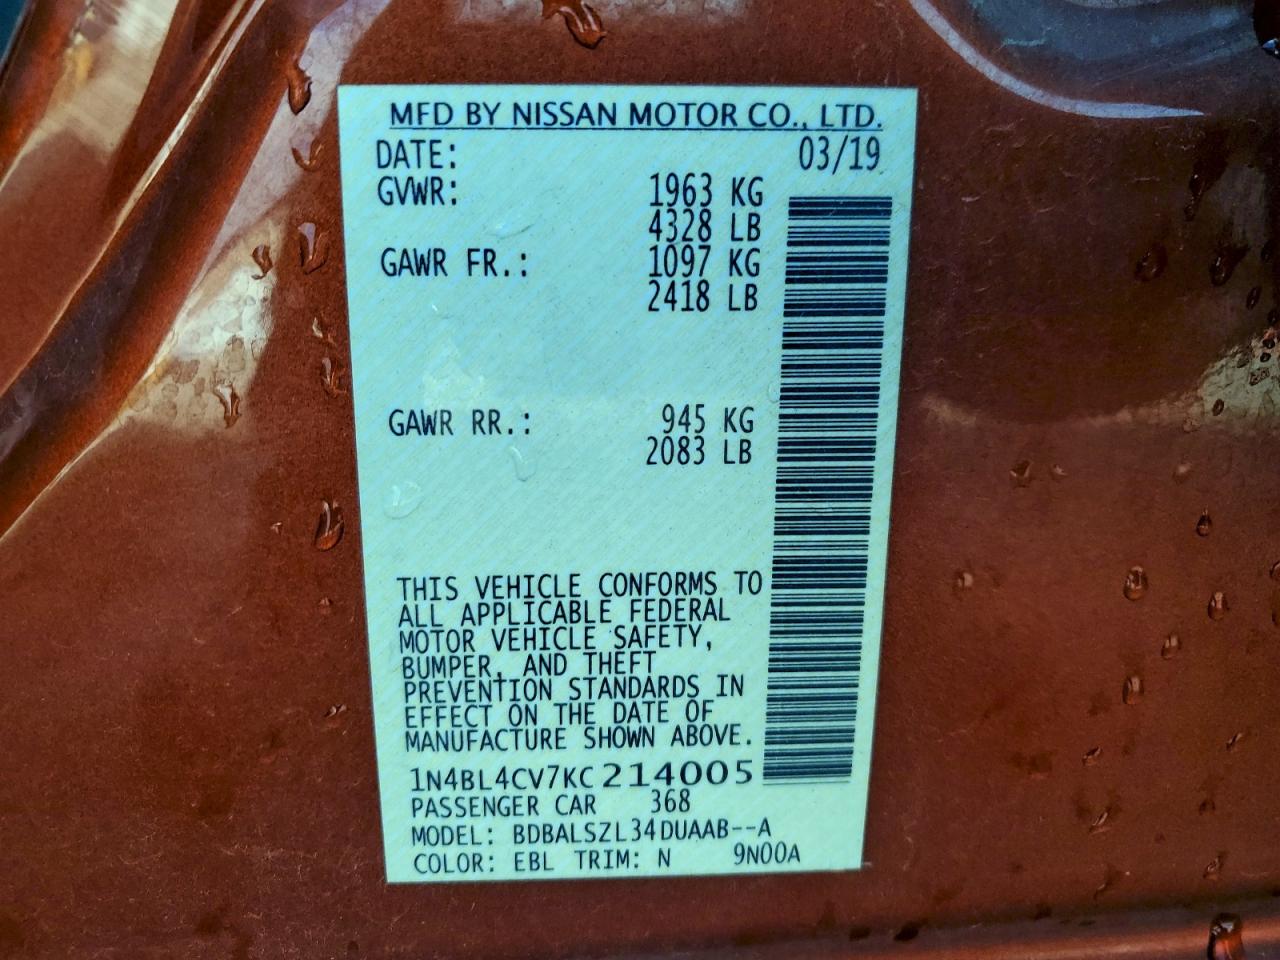 MFD BY NISSAN MOTOR CO., LTD.
DATE: 03/19
GVWR: 1963 KG
4328 LB
GAWR FR.: 1097 KG
2418 LB
GAWR RR.: 945 KG
2083 LB
THIS VEHICLE CONFORMS TO
ALL APPLICABLE FEDERAL
MOTOR VEHICLE SAFETY,
BUMPER, AND THEFT
PREVENTION STANDARDS IN
EFFECT ON THE DATE OF
MANUFACTURE SHOWN ABOVE.
1N4BL4CV7KC214005
PASSENGER CAR 368
MODEL: BDBALSZL34DUAAB--A
COLOR: EBL TRIM: N 9N00A